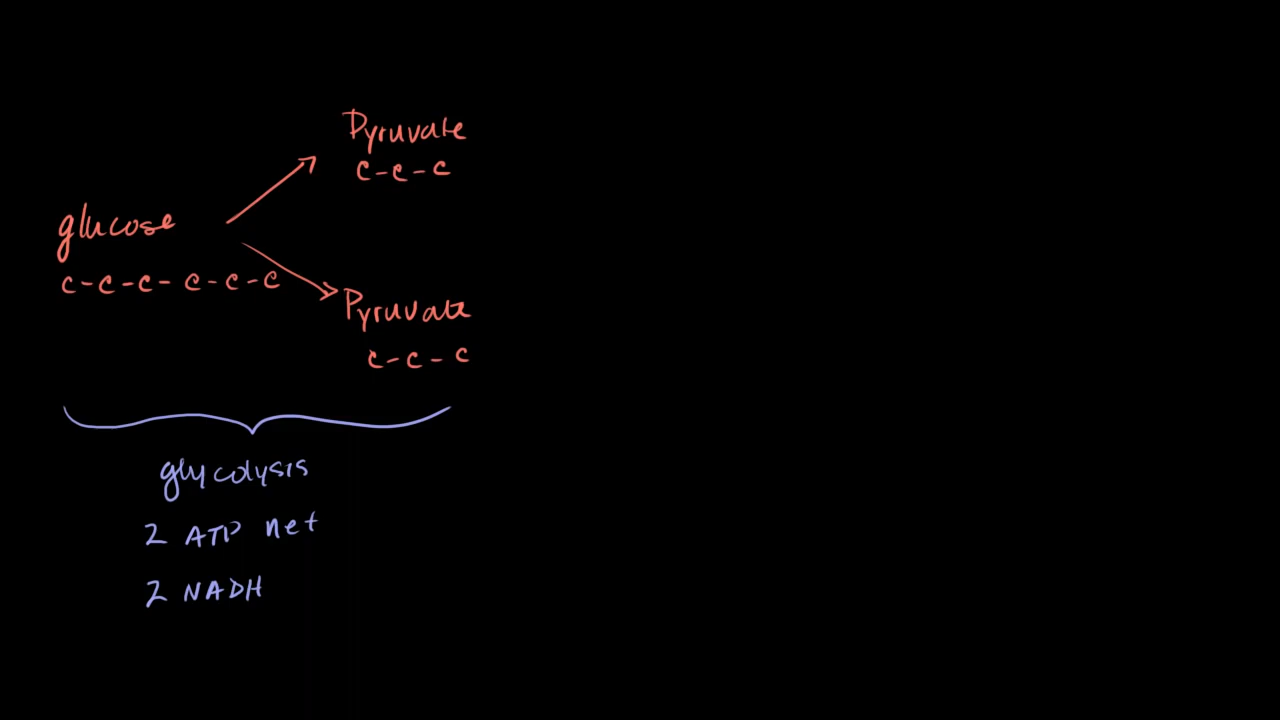 Pyruvate
C-C-C
glucose
C-C-C-C-C-C
Pyruvate
C-C-C
glycolysis
2 ATP net
2 NADH